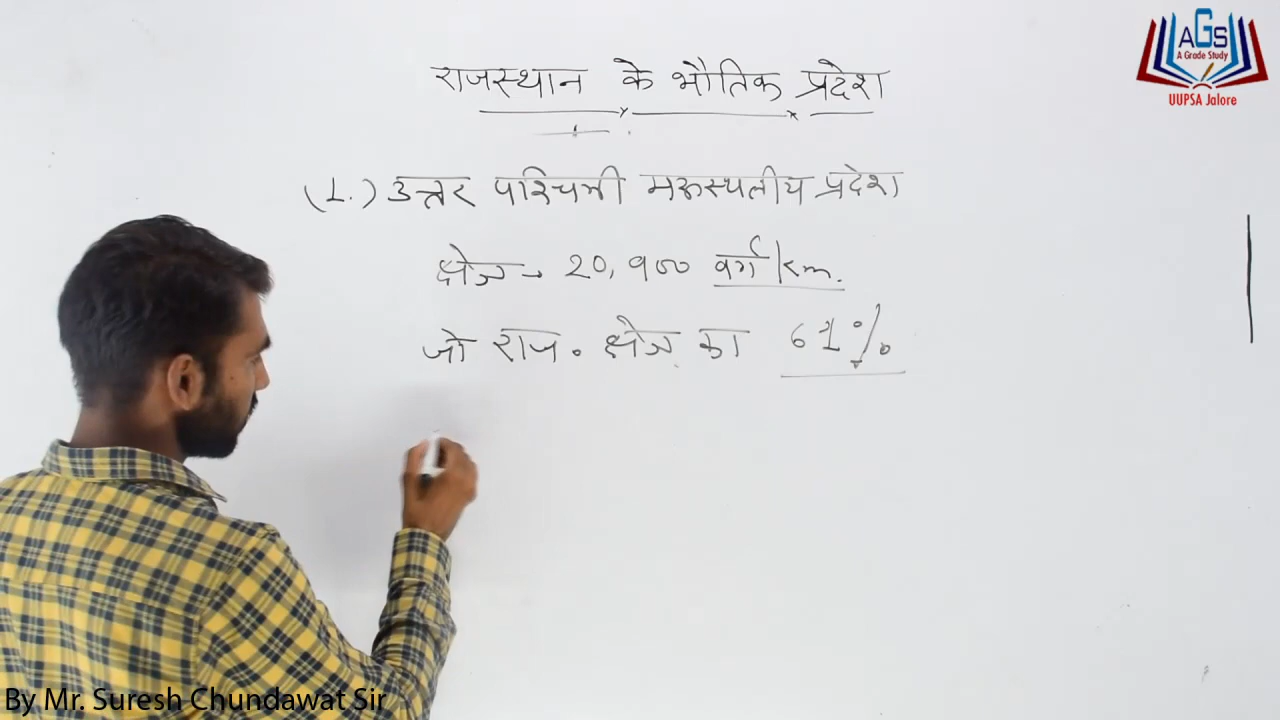 AGS
A Grade Study
UUPSA Jalore
राजस्थान के भौतिक प्रदेश
(1.) उत्तर पश्चिमी मरूस्थलीय प्रदेश
क्षेत्र → 20,900 वर्ग km.
जो राज. क्षेत्र का 61%
By Mr. Suresh Chundawat Sir